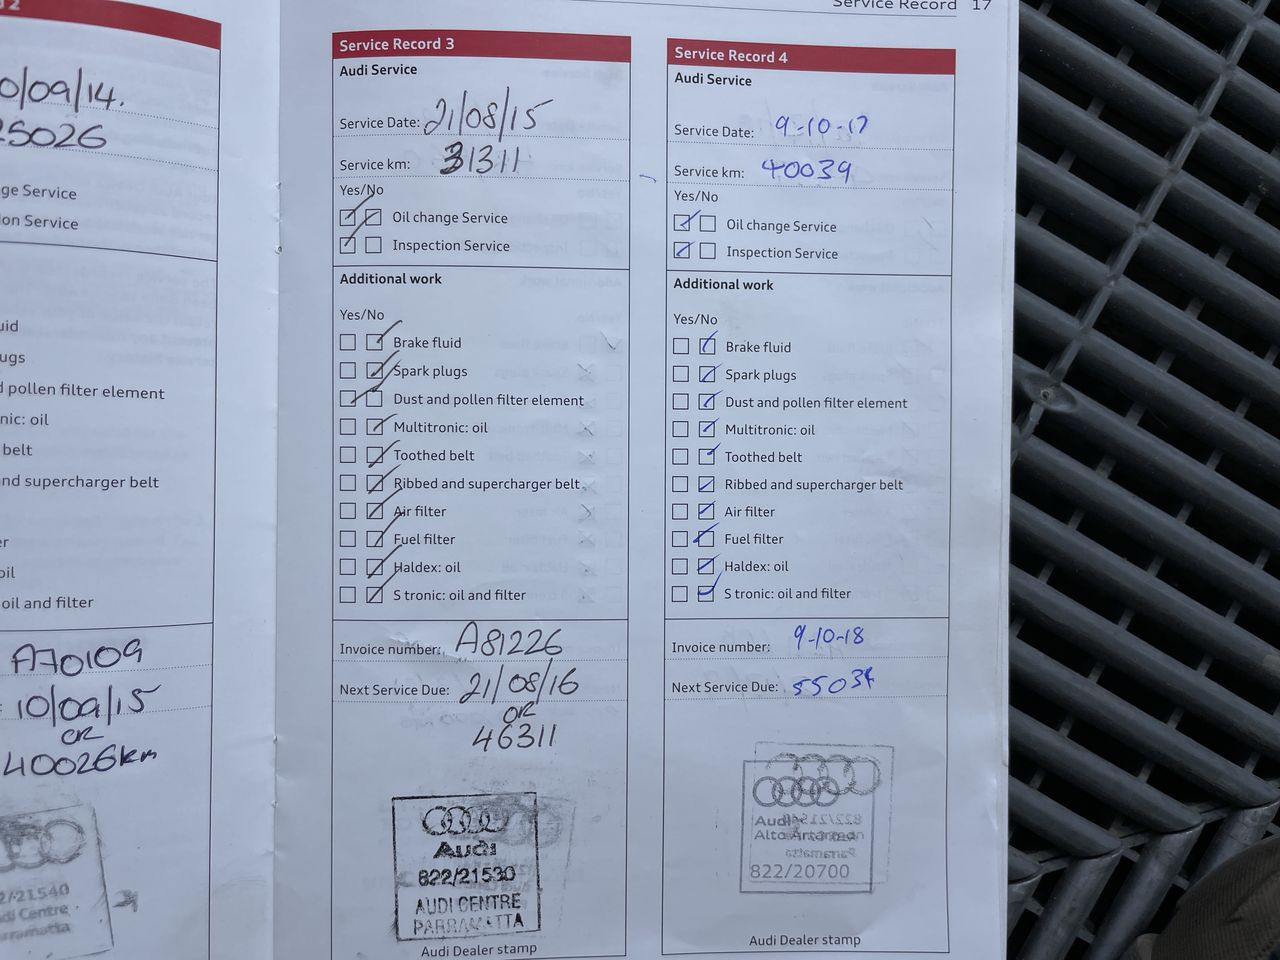 Service Record 17
0/09/14.
25026
ge Service
on Service
uid
ugs
d pollen filter element
nic: oil
belt
nd supercharger belt
er
oil
oil and filter
A70109
10/09/15
OR
40026km
2/21540
di Centre
rramatta
Service Record 3
Audi Service
Service Date: 21/08/15
Service km: 31311
Yes/No
Oil change Service
Inspection Service
Additional work
Yes/No
Brake fluid
Spark plugs
Dust and pollen filter element
Multitronic: oil
Toothed belt
Ribbed and supercharger belt
Air filter
Fuel filter
Haldex: oil
S tronic: oil and filter
Invoice number: A81226
Next Service Due: 21/08/16
OR
46311
Audi
822/21530
AUDI CENTRE
PARRAMATTA
Audi Dealer stamp
Service Record 4
Audi Service
Service Date: 9-10-17
Service km: 40039
Yes/No
Oil change Service
Inspection Service
Additional work
Yes/No
Brake fluid
Spark plugs
Dust and pollen filter element
Multitronic: oil
Toothed belt
Ribbed and supercharger belt
Air filter
Fuel filter
Haldex: oil
S tronic: oil and filter
Invoice number: 9-10-18
Next Service Due: 55039
Audi
822/20700
Audi Dealer stamp